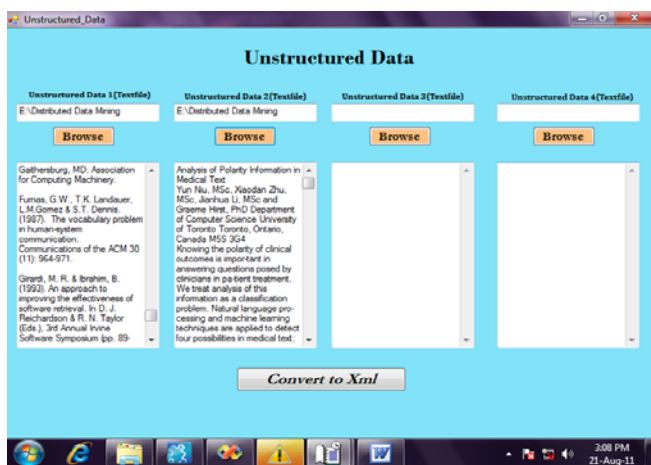 Unstructured_Data
Unstructured Data
Unstructured Data 1(Textfile)
E:\Distributed Data Mining
Browse
Gaithersburg, MD: Association
for Computing Machinery.
Furnas, G.W., T.K. Landauer,
L.M.Gomez & S.T. Dennis.
(1987). The vocabulary problem
in human-system
communication.
Communications of the ACM 30
(11): 964-971.
Girardi, M. R. & Ibrahim, B.
(1993). An approach to
improving the effectiveness of
software retrieval. In D. J.
Reichardson & R. N. Taylor
(Eds.), 3rd Annual Irvine
Software Symposium (pp. 89-
Unstructured Data 2(Textfile)
E:\Distributed Data Mining
Browse
Analysis of Polarity Information in
Medical Text
Yun Niu, MSc, Xiaodan Zhu,
MSc, Jianhua Li, MSc and
Graeme Hirst, PhD Department
of Computer Science University
of Toronto Toronto, Ontario,
Canada M5S 3G4
Knowing the polarity of clinical
outcomes is impor-tant in
answering questions posed by
clinicians in pa-tient treatment.
We treat analysis of this
information as a classification
problem. Natural language pro-
cessing and machine learning
techniques are applied to detect
four possibilities in medical text:
Unstructured Data 3(Textfile)
Browse
Unstructured Data 4(Textfile)
Browse
Convert to Xml
3:08 PM
21-Aug-11